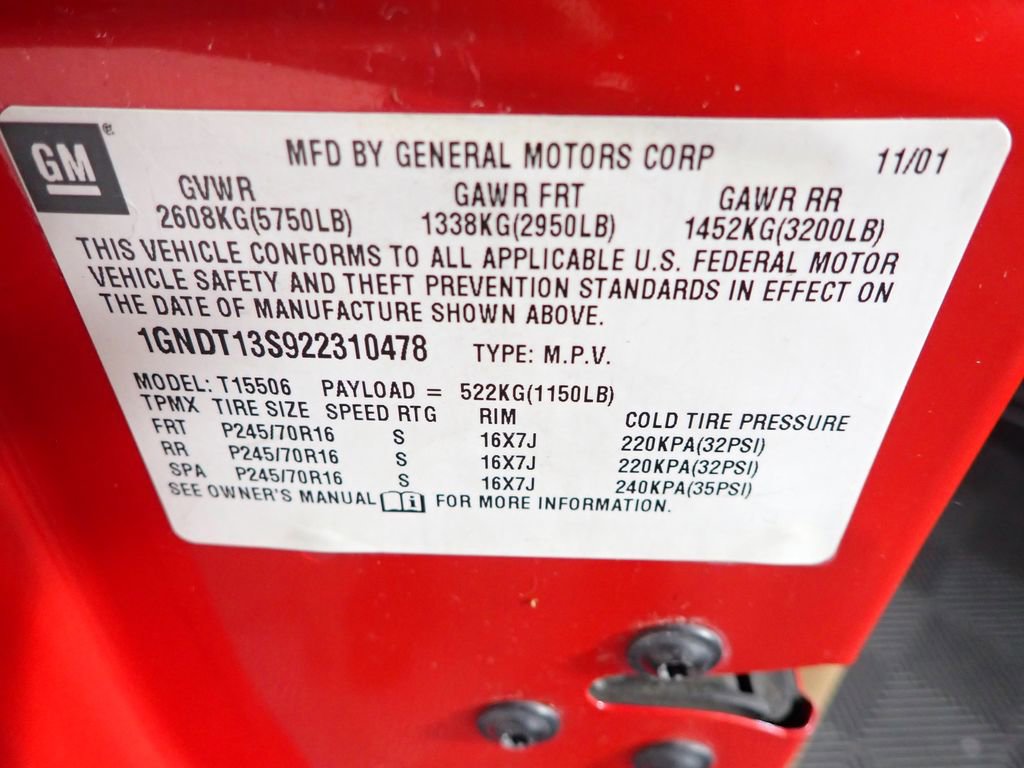 GM
MFD BY GENERAL MOTORS CORP 11/01
GVWR GAWR FRT GAWR RR
2608KG(5750LB) 1338KG(2950LB) 1452KG(3200LB)
THIS VEHICLE CONFORMS TO ALL APPLICABLE U.S. FEDERAL MOTOR
VEHICLE SAFETY AND THEFT PREVENTION STANDARDS IN EFFECT ON
THE DATE OF MANUFACTURE SHOWN ABOVE.
1GNDT13S922310478 TYPE: M.P.V.
MODEL: T15506 PAYLOAD = 522KG(1150LB)
TPMX TIRE SIZE SPEED RTG RIM COLD TIRE PRESSURE
FRT P245/70R16 S 16X7J 220KPA(32PSI)
RR P245/70R16 S 16X7J 220KPA(32PSI)
SPA P245/70R16 S 16X7J 240KPA(35PSI)
SEE OWNER'S MANUAL i FOR MORE INFORMATION.